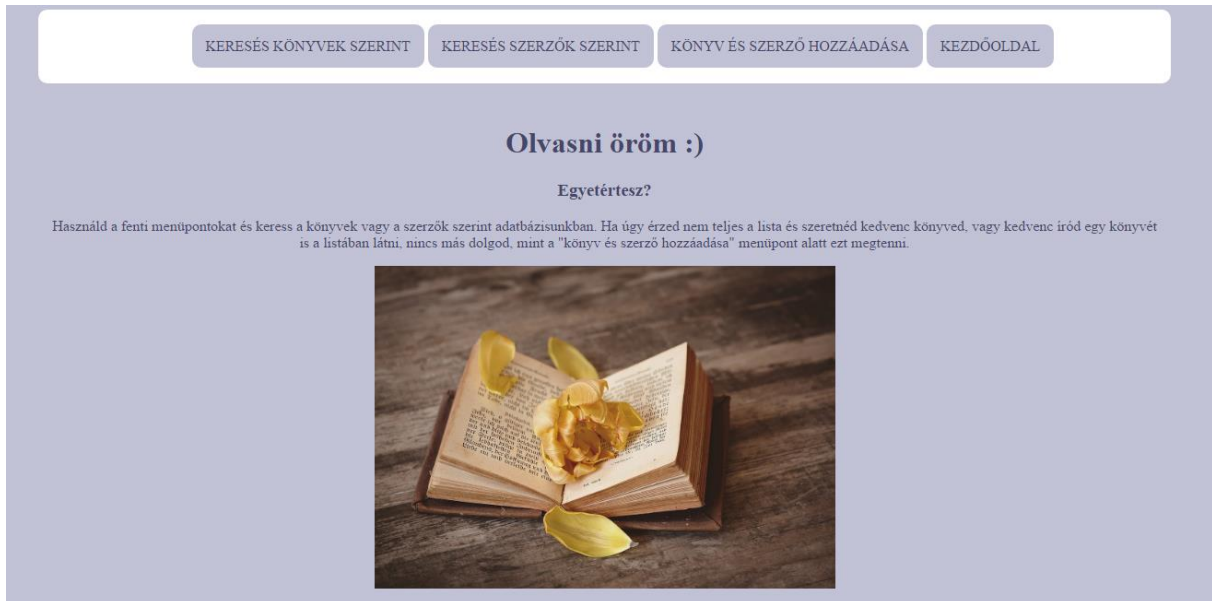 KERESÉS KÖNYVEK SZERINT KERESÉS SZERZŐK SZERINT KÖNYV ÉS SZERZŐ HOZZÁADÁSA KEZDŐOLDAL
Olvasni öröm :)
Egyetértesz?
Használd a fenti menüpontokat és keress a könyvek vagy a szerzők szerint adatbázisunkban. Ha úgy érzed nem teljes a lista és szeretnéd kedvenc könyved, vagy kedvenc íród egy könyvét
is a listában látni, nincs más dolgod, mint a "könyv és szerző hozzáadása" menüpont alatt ezt megtenni.